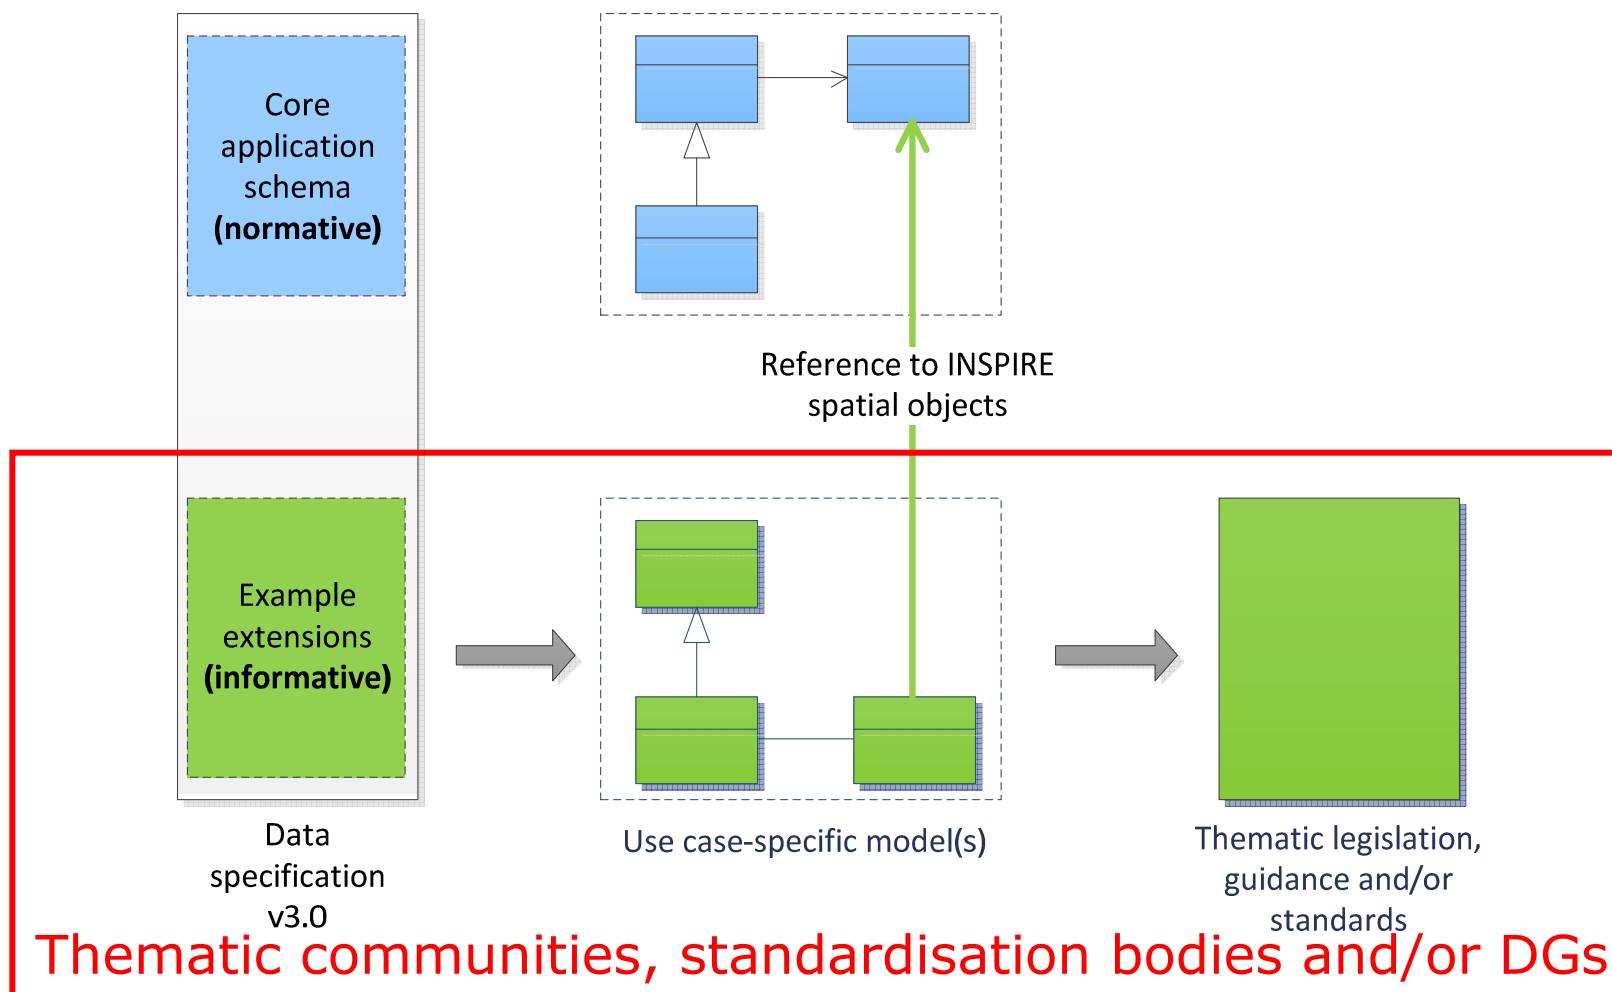 Core
application
schema
(normative)
Reference to INSPIRE
spatial objects
Example
extensions
(informative)
Data
specification
v3.0
Use case-specific model(s)
Thematic legislation,
guidance and/or
standards
Thematic communities, standardisation bodies and/or DGs